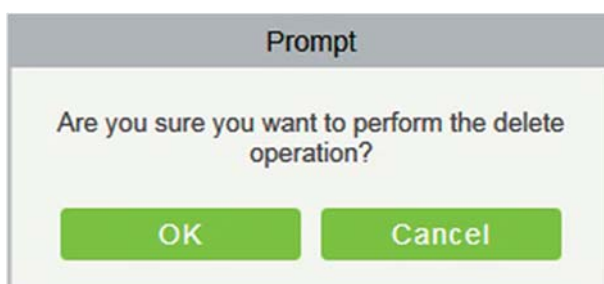 Prompt
Are you sure you want to perform the delete
operation?
OK
Cancel